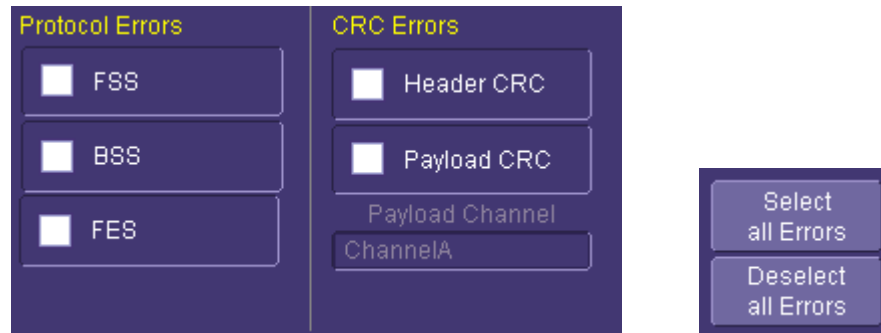 Protocol Errors
FSS
BSS
FES
CRC Errors
Header CRC
Payload CRC
Payload Channel
ChannelA
Select
all Errors
Deselect
all Errors